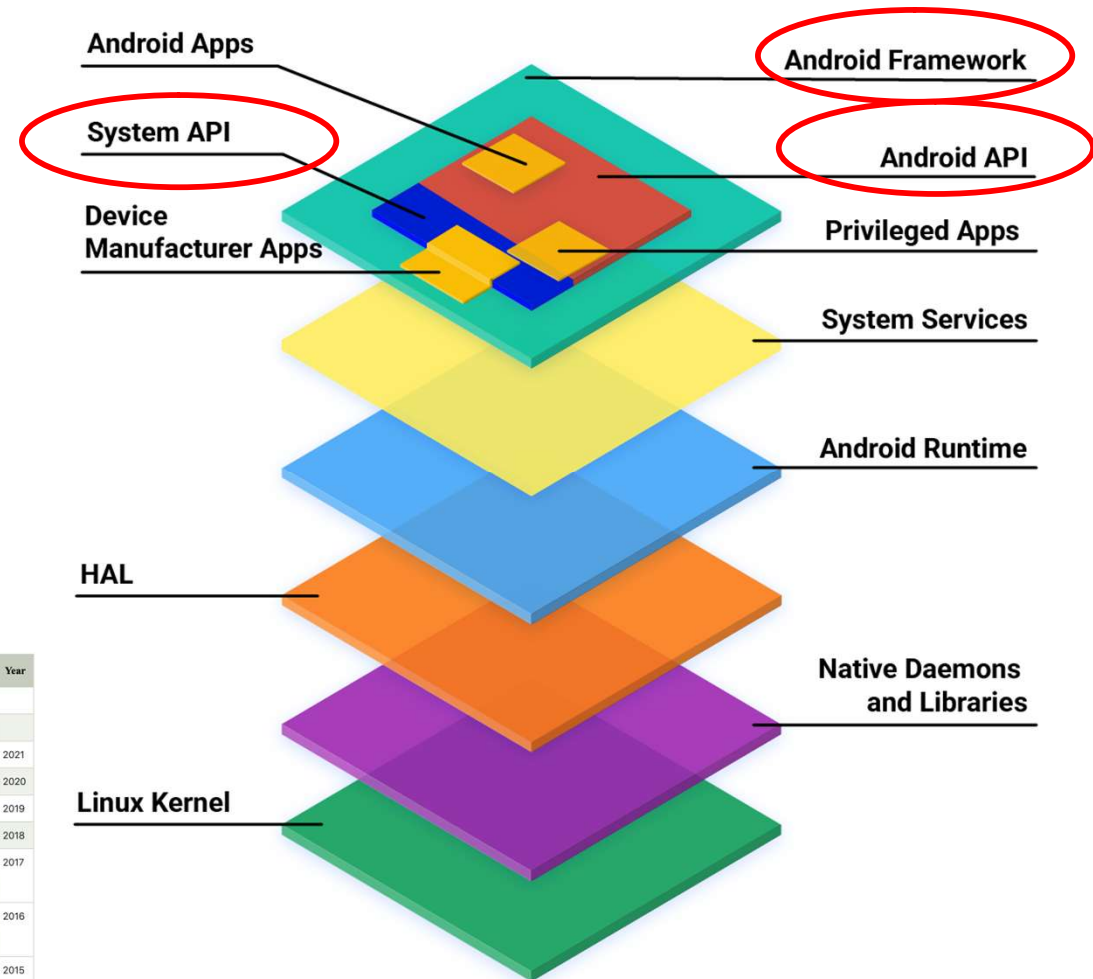 Android Apps
Android Framework
System API
Android API
Device
Manufacturer Apps
Privileged Apps
System Services
Android Runtime
HAL
Native Daemons
and Libraries
Linux Kernel
Year
2021
2020
2019
2018
2017
2016
2015